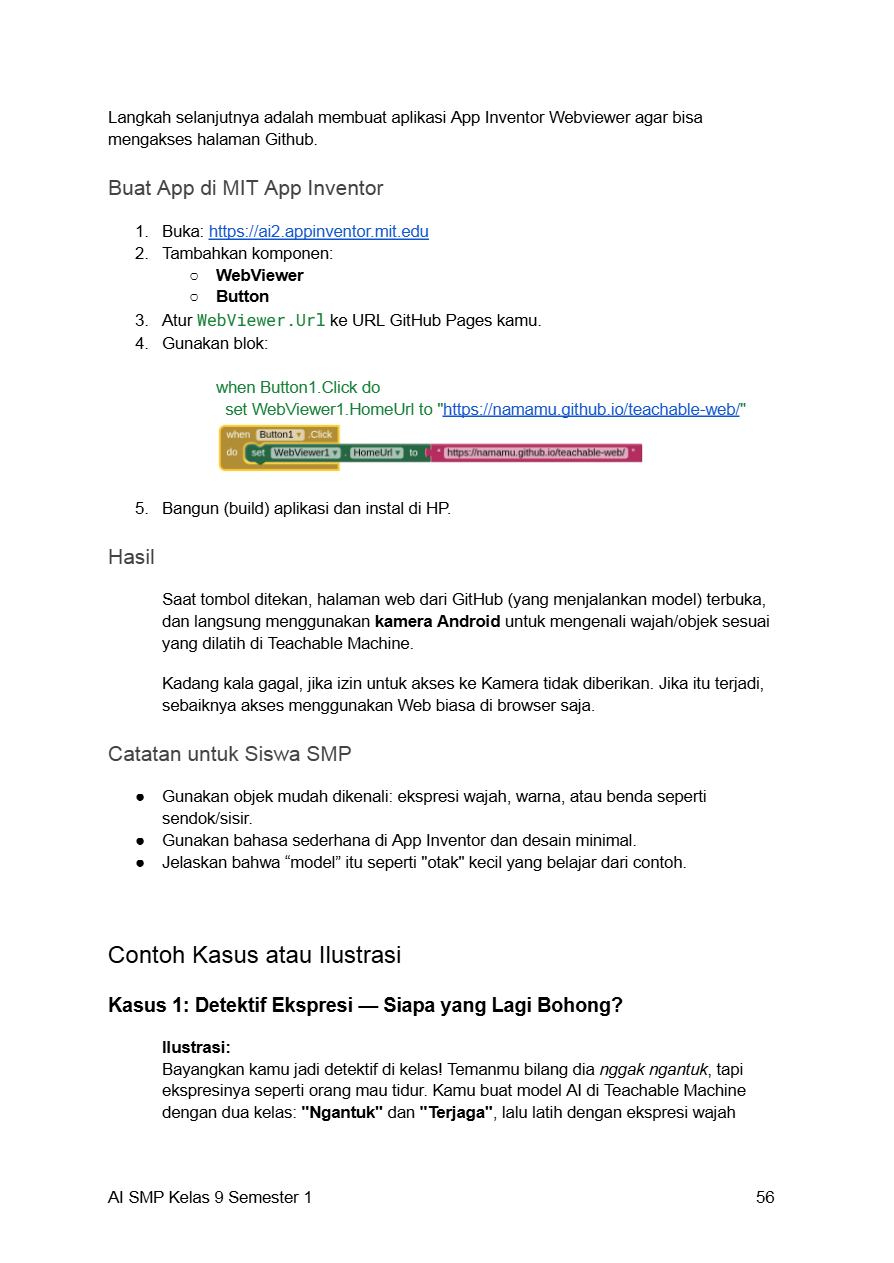 Langkah selanjutnya adalah membuat aplikasi App Inventor Webviewer agar bisa
mengakses halaman Github.
Buat App di MIT App Inventor
1. Buka: https://ai2.appinventor.mit.edu
2. Tambahkan komponen:
○ WebViewer
○ Button
3. Atur WebViewer.Url ke URL GitHub Pages kamu.
4. Gunakan blok:
when Button1.Click do
set WebViewer1.HomeUrl to "https://namamu.github.io/teachable-web/"
when Button1 .Click
do set WebViewer1 . HomeUrl to " https://namamu.github.io/teachable-web/ "
5. Bangun (build) aplikasi dan instal di HP.
Hasil
Saat tombol ditekan, halaman web dari GitHub (yang menjalankan model) terbuka,
dan langsung menggunakan kamera Android untuk mengenali wajah/objek sesuai
yang dilatih di Teachable Machine.
Kadang kala gagal, jika izin untuk akses ke Kamera tidak diberikan. Jika itu terjadi,
sebaiknya akses menggunakan Web biasa di browser saja.
Catatan untuk Siswa SMP
● Gunakan objek mudah dikenali: ekspresi wajah, warna, atau benda seperti
sendok/sisir.
● Gunakan bahasa sederhana di App Inventor dan desain minimal.
● Jelaskan bahwa “model” itu seperti "otak" kecil yang belajar dari contoh.
Contoh Kasus atau Ilustrasi
Kasus 1: Detektif Ekspresi — Siapa yang Lagi Bohong?
Ilustrasi:
Bayangkan kamu jadi detektif di kelas! Temanmu bilang dia nggak ngantuk, tapi
ekspresinya seperti orang mau tidur. Kamu buat model AI di Teachable Machine
dengan dua kelas: "Ngantuk" dan "Terjaga", lalu latih dengan ekspresi wajah
AI SMP Kelas 9 Semester 1 56